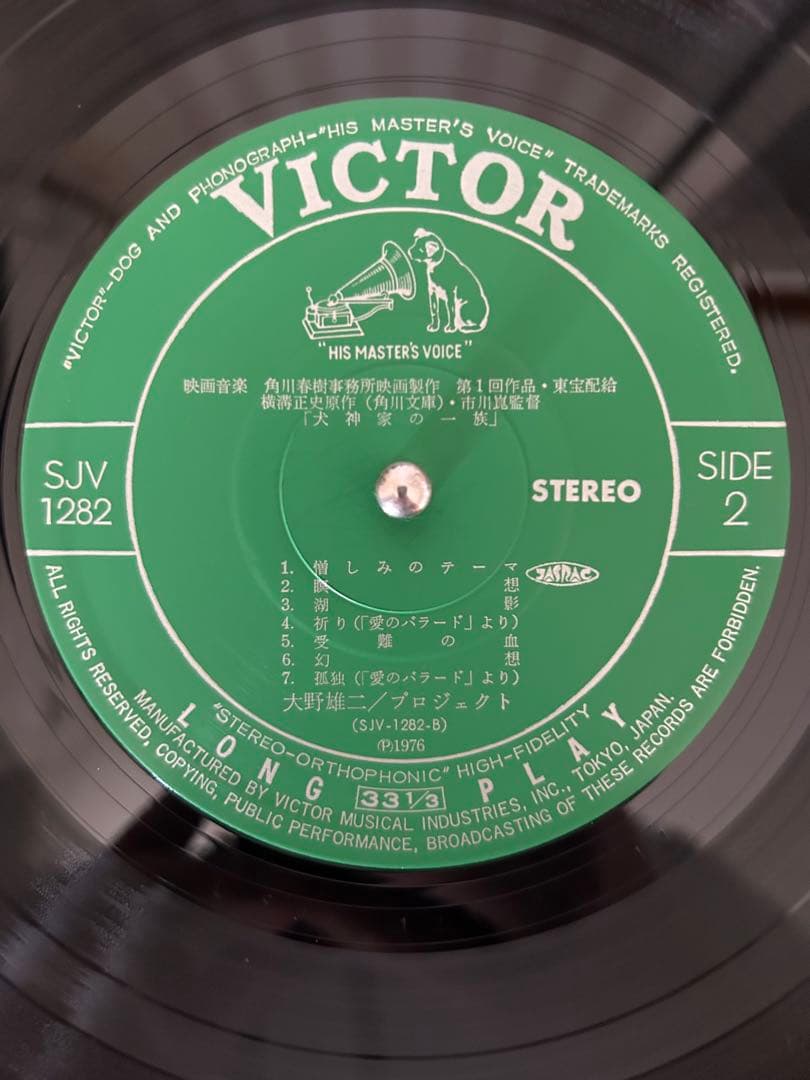 "VICTOR"-DOG AND PHONOGRAPH-"HIS MASTER'S VOICE" TRADEMARKS REGISTERED.
VICTOR
"HIS MASTER'S VOICE"
映画音楽 角川春樹事務所映画製作 第1回作品・東宝配給
横溝正史原作(角川文庫)・市川崑監督
「犬神家の一族」
SJV
1282
STEREO
SIDE
2
1. 憎しみのテーマ
2. 瞑想
3. 湖影
4. 祈り(「愛のバラード」より)
5. 受難の血
6. 幻想
7. 孤独(「愛のバラード」より)
JASRAC
大野雄二/プロジェクト
(SJV-1282-B)
Ⓟ1976
"STEREO-ORTHOPHONIC" HIGH-FIDELITY
LONG 33 1/3 PLAY
MANUFACTURED BY VICTOR MUSICAL INDUSTRIES, INC., TOKYO, JAPAN.
ALL RIGHTS RESERVED, COPYING, PUBLIC PERFORMANCE, BROADCASTING OF THESE RECORDS ARE FORBIDDEN.